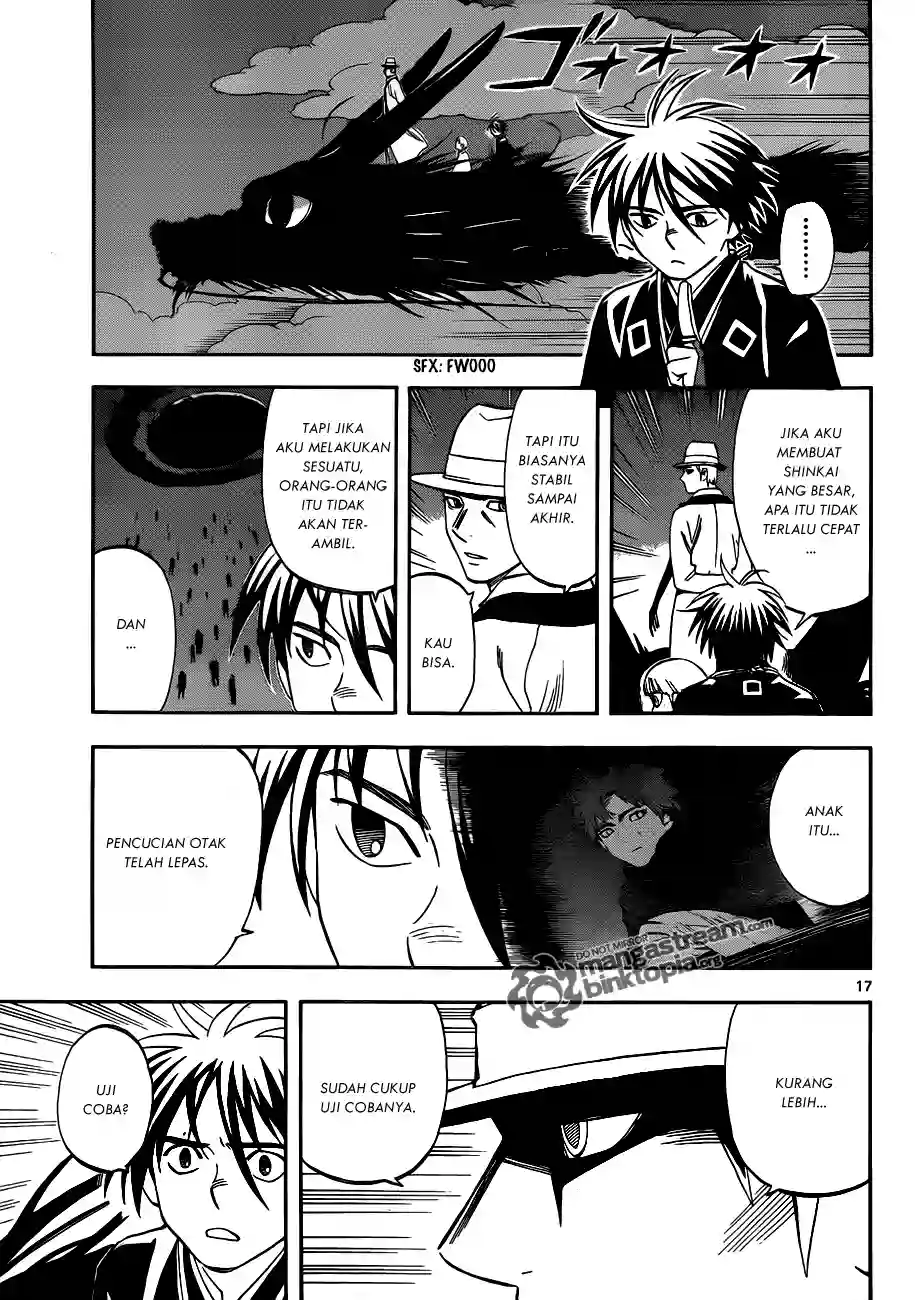 ゴォォォォ
………
SFX: FWOOO
JIKA AKU
MEMBUAT
SHINKAI
YANG BESAR,
APA ITU TIDAK
TERLALU CEPAT
...
TAPI ITU
BIASANYA
STABIL
SAMPAI
AKHIR.
KAU
BISA.
TAPI JIKA
AKU MELAKUKAN
SESUATU,
ORANG-ORANG
ITU TIDAK
AKAN TER-
AMBIL.
DAN
...
ANAK
ITU...
PENCUCIAN OTAK
TELAH LEPAS.
DO NOT MIRROR
mangastream.com
binktopia.org
17
KURANG
LEBIH...
SUDAH CUKUP
UJI COBANYA.
UJI
COBA?